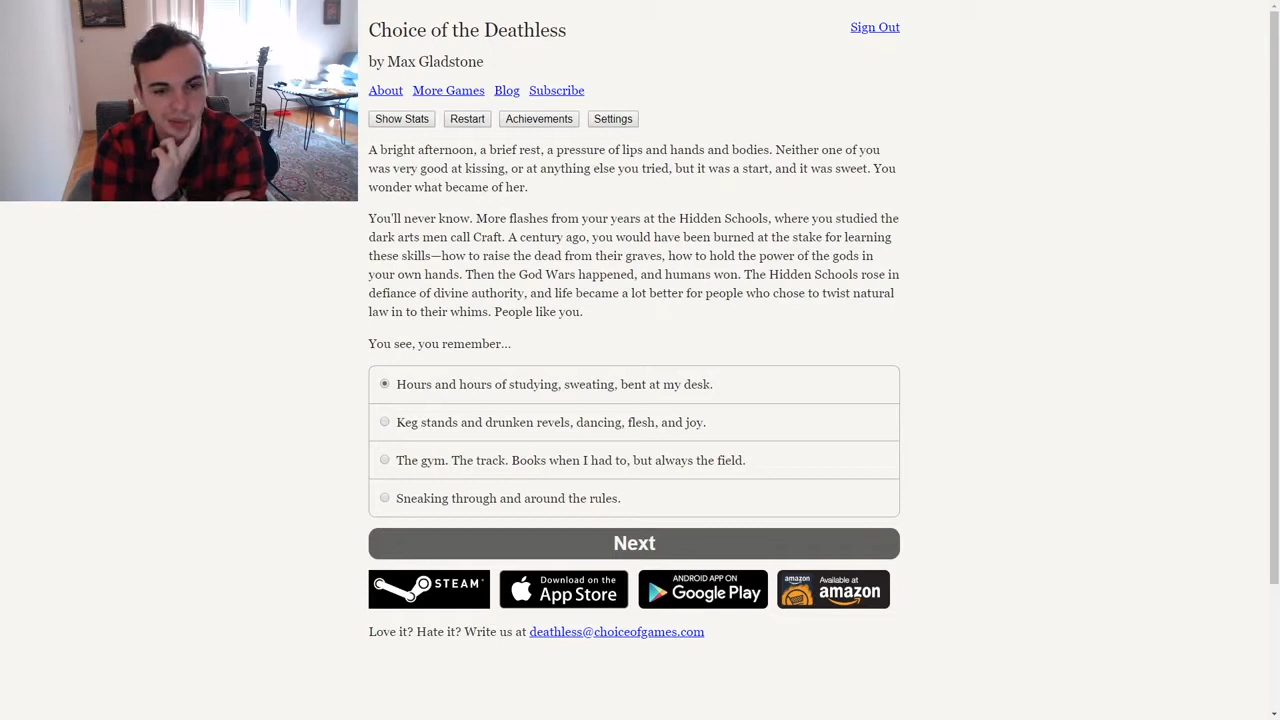 Choice of the Deathless
Sign Out
by Max Gladstone
About More Games Blog Subscribe
Show Stats Restart Achievements Settings
A bright afternoon, a brief rest, a pressure of lips and hands and bodies. Neither one of you
was very good at kissing, or at anything else you tried, but it was a start, and it was sweet. You
wonder what became of her.
You'll never know. More flashes from your years at the Hidden Schools, where you studied the
dark arts men call Craft. A century ago, you would have been burned at the stake for learning
these skills—how to raise the dead from their graves, how to hold the power of the gods in
your own hands. Then the God Wars happened, and humans won. The Hidden Schools rose in
defiance of divine authority, and life became a lot better for people who chose to twist natural
law in to their whims. People like you.
You see, you remember…
Hours and hours of studying, sweating, bent at my desk.
Keg stands and drunken revels, dancing, flesh, and joy.
The gym. The track. Books when I had to, but always the field.
Sneaking through and around the rules.
Next
STEAM Download on the App Store ANDROID APP ON Google Play amazon Available at amazon
Love it? Hate it? Write us at deathless@choiceofgames.com